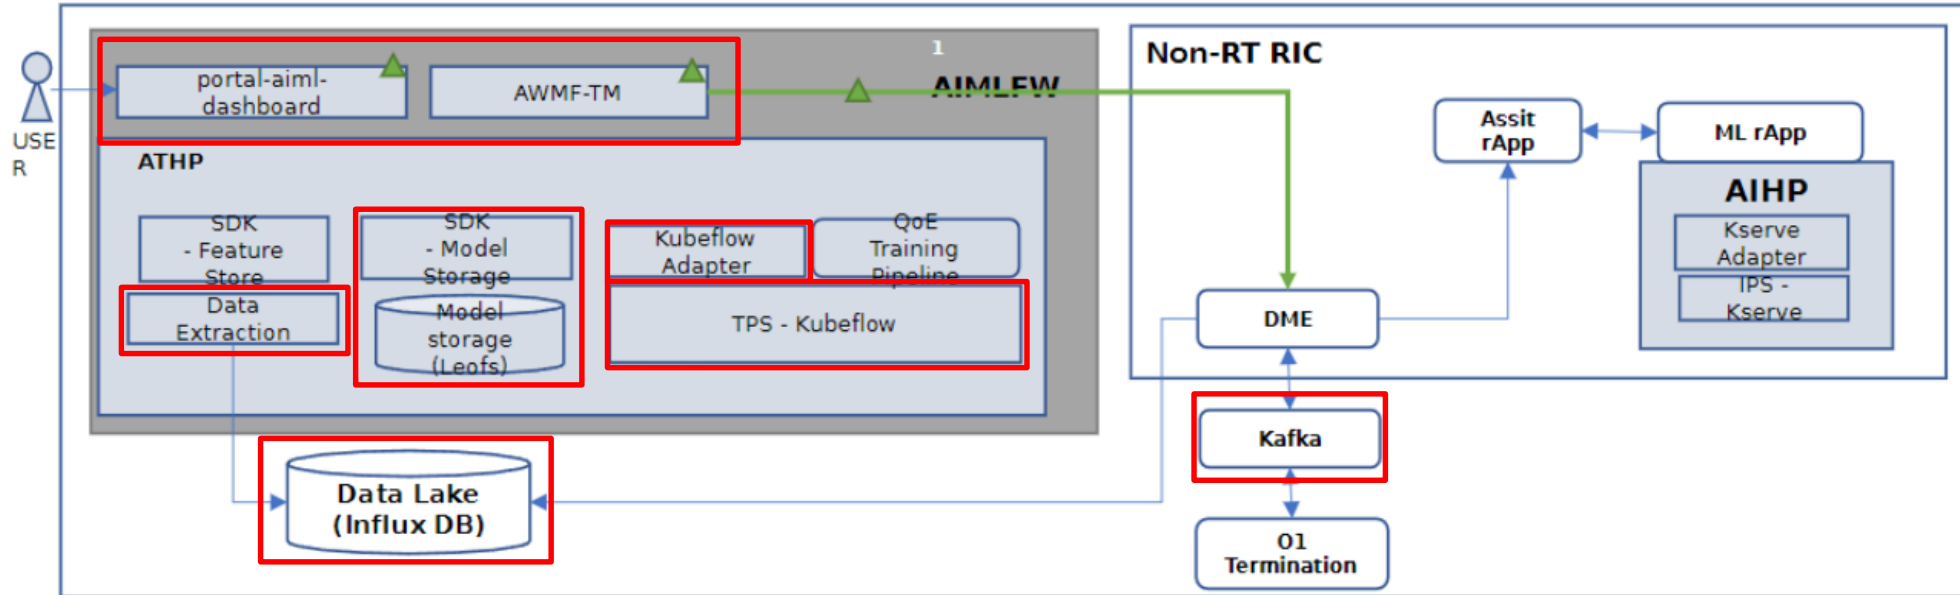 1
AIMLFW
Non-RT RIC
USE
R
portal-aiml-
dashboard
AWMF-TM
Assit
rApp
ML rApp
ATHP
AIHP
SDK
- Feature
Store
SDK
- Model
Storage
Kubeflow
Adapter
QoE
Training
Pipeline
Kserve
Adapter
IPS -
Kserve
Data
Extraction
Model
storage
(Leofs)
TPS - Kubeflow
DME
Kafka
Data Lake
(Influx DB)
O1
Termination